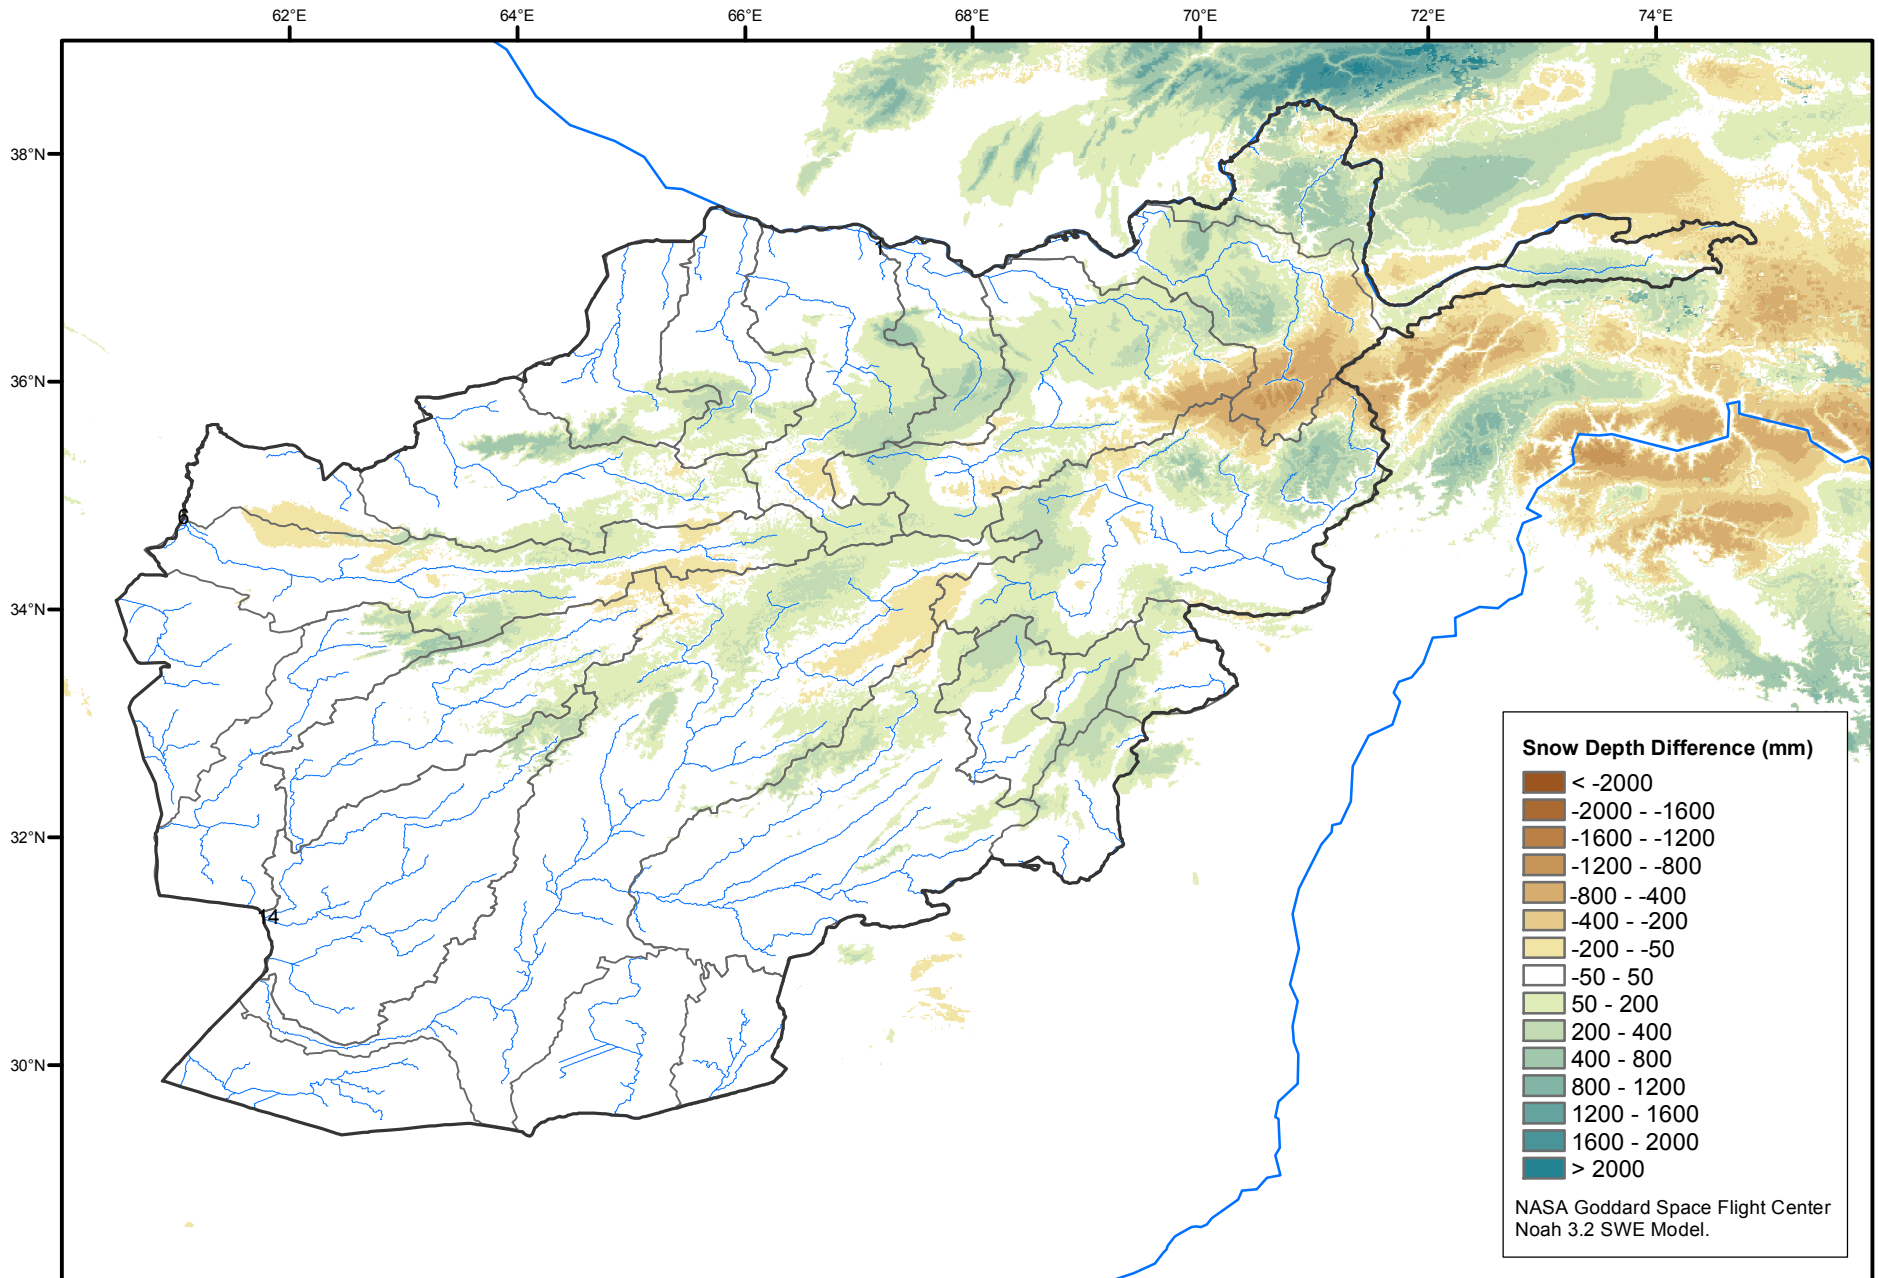 62°E 64°E 66°E 68°E 70°E 72°E 74°E
38°N
36°N
34°N
32°N
30°N
1
6
14
Snow Depth Difference (mm)
< -2000
-2000 - -1600
-1600 - -1200
-1200 - -800
-800 - -400
-400 - -200
-200 - -50
-50 - 50
50 - 200
200 - 400
400 - 800
800 - 1200
1200 - 1600
1600 - 2000
> 2000
NASA Goddard Space Flight Center
Noah 3.2 SWE Model.